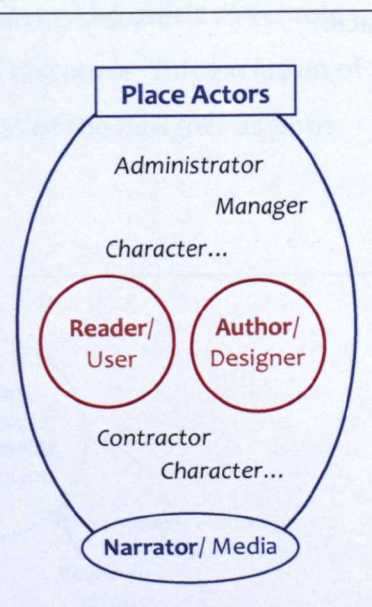 Place Actors
Administrator
Manager
Character...
Reader/
User
Author/
Designer
Contractor
Character...
Narrator/ Media